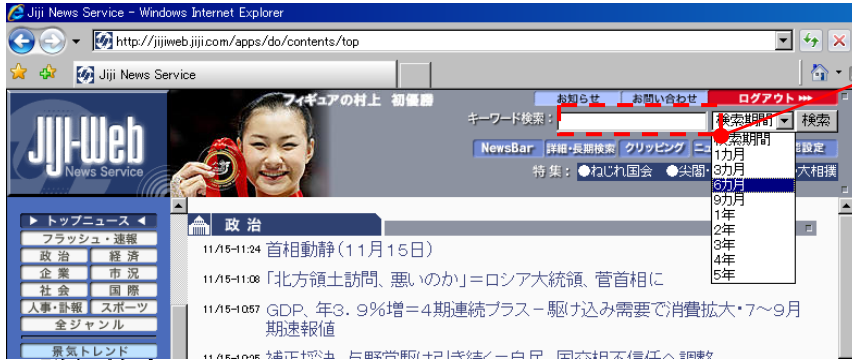 Jiji News Service - Windows Internet Explorer
http://jijiweb.jiji.com/apps/do/contents/top
Jiji News Service
フィギュアの村上 初優勝
お知らせ お問い合わせ ログアウト
JIJI-Web
News Service
キーワード検索: 検索期間 検索
検索期間
1カ月
3カ月
6カ月
9カ月
1年
2年
3年
4年
5年
NewsBar 詳細・長期検索 クリッピング
特集: ●ねじれ国会 ●尖閣・ 大相撲
▶ トップニュース ◀
フラッシュ・速報
政治 経済
企業 市況
社会 国際
人事・訃報 スポーツ
全ジャンル
景気トレンド
政治
11/15-11:24 首相動静(11月15日)
11/15-11:08 「北方領土訪問、悪いのか」=ロシア大統領、菅首相に
11/15-10:57 GDP、年3.9%増=4期連続プラス-駆け込み需要で消費拡大・7~9月
期速報値